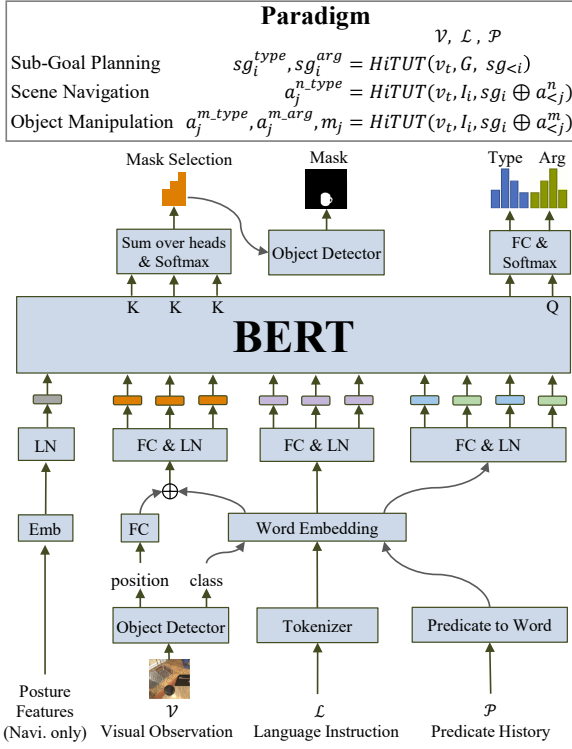 Paradigm
𝒱, ℒ, 𝒫
Sub-Goal Planning sg_i^{type}, sg_i^{arg} = HiTUT(v_t, G, sg_{<i})
Scene Navigation a_j^{n_type} = HiTUT(v_t, I_i, sg_i ⊕ a_{<j}^n)
Object Manipulation a_j^{m_type}, a_j^{m_arg}, m_j = HiTUT(v_t, I_i, sg_i ⊕ a_{<j}^m)
Mask Selection Mask Type Arg
Sum over heads
& Softmax
Object Detector
FC &
Softmax
K K K Q
BERT
LN FC & LN FC & LN FC & LN
Emb FC Word Embedding
position class
Object Detector Tokenizer Predicate to Word
Posture
Features
(Navi. only)
𝒱 ℒ 𝒫
Visual Observation Language Instruction Predicate History